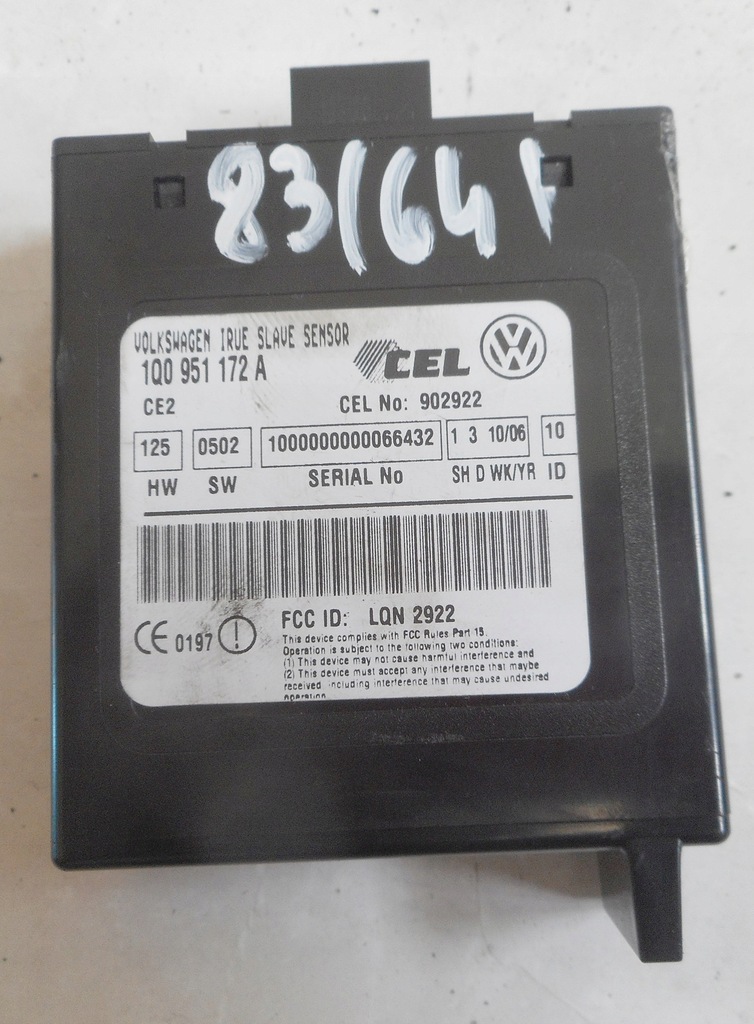 831641
VOLKSWAGEN IRUE SLAVE SENSOR
1Q0 951 172 A
CEL
VW
CE2
CEL No: 902922
125 0502 1000000000066432 1 3 10/06 10
HW SW SERIAL No SH D WK/YR ID
FCC ID: LQN 2922
CE 0197 !
This device complies with FCC Rules Part 15.
Operation is subject to the following two conditions:
(1) This device may not cause harmful interference and
(2) This device must accept any interference that maybe
received including interference that may cause undesired
operation